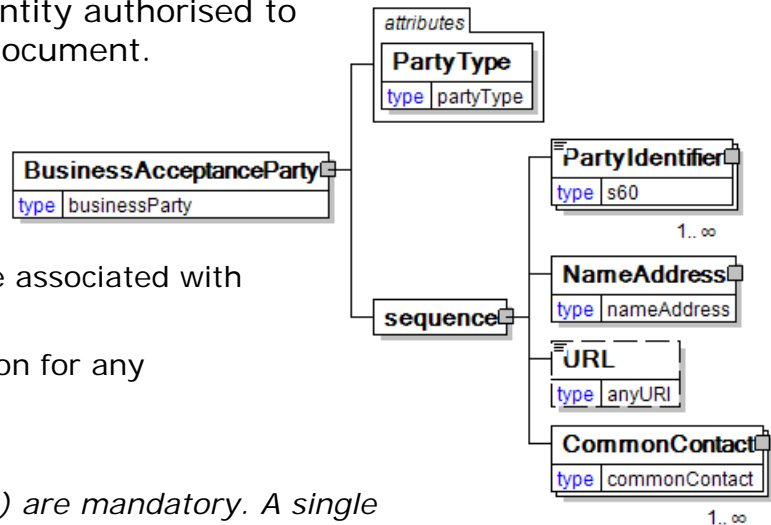 ntity authorised to
ocument.
attributes
PartyType
type partyType
BusinessAcceptanceParty
type businessParty
PartyIdentifier
type s60
1.. ∞
e associated with
NameAddress
type nameAddress
sequence
on for any
URL
type anyURI
CommonContact
type commonContact
) are mandatory. A single
1.. ∞